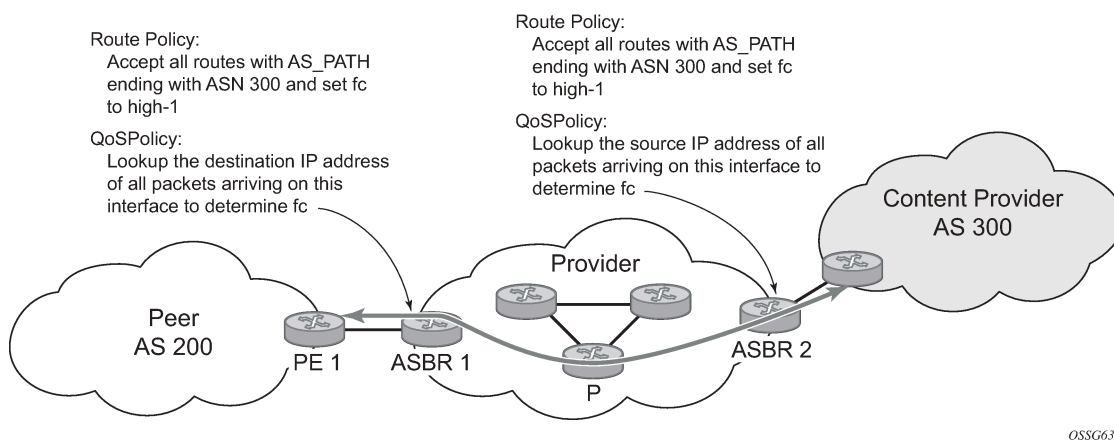 Route Policy:
Accept all routes with AS_PATH
ending with ASN 300 and set fc
to high-1
QoSPolicy:
Lookup the destination IP address
of all packets arriving on this
interface to determine fc
Route Policy:
Accept all routes with AS_PATH
ending with ASN 300 and set fc
to high-1
QoSPolicy:
Lookup the source IP address of all
packets arriving on this interface to
determine fc
Content Provider
AS 300
Provider
Peer
AS 200
PE 1
ASBR 1
P
ASBR 2
OSSG63